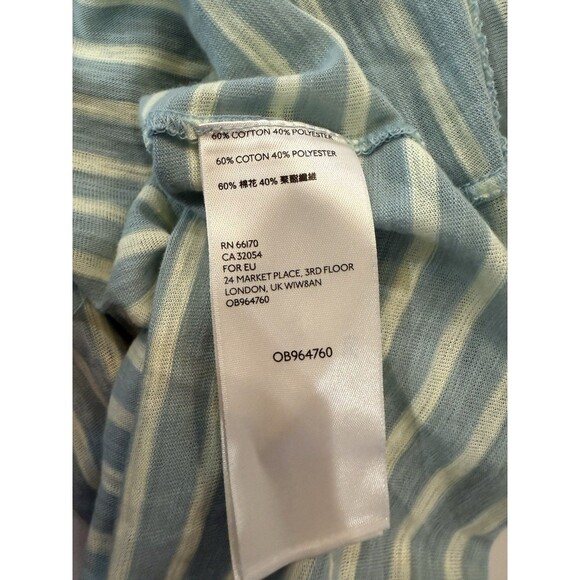 60% COTTON 40% POLYESTER
60% COTON 40% POLYESTER
60% 棉花 40% 聚酯纖維
RN 66170
CA 32054
FOR EU
24 MARKET PLACE, 3RD FLOOR
LONDON, UK W1W8AN
OB964760
OB964760